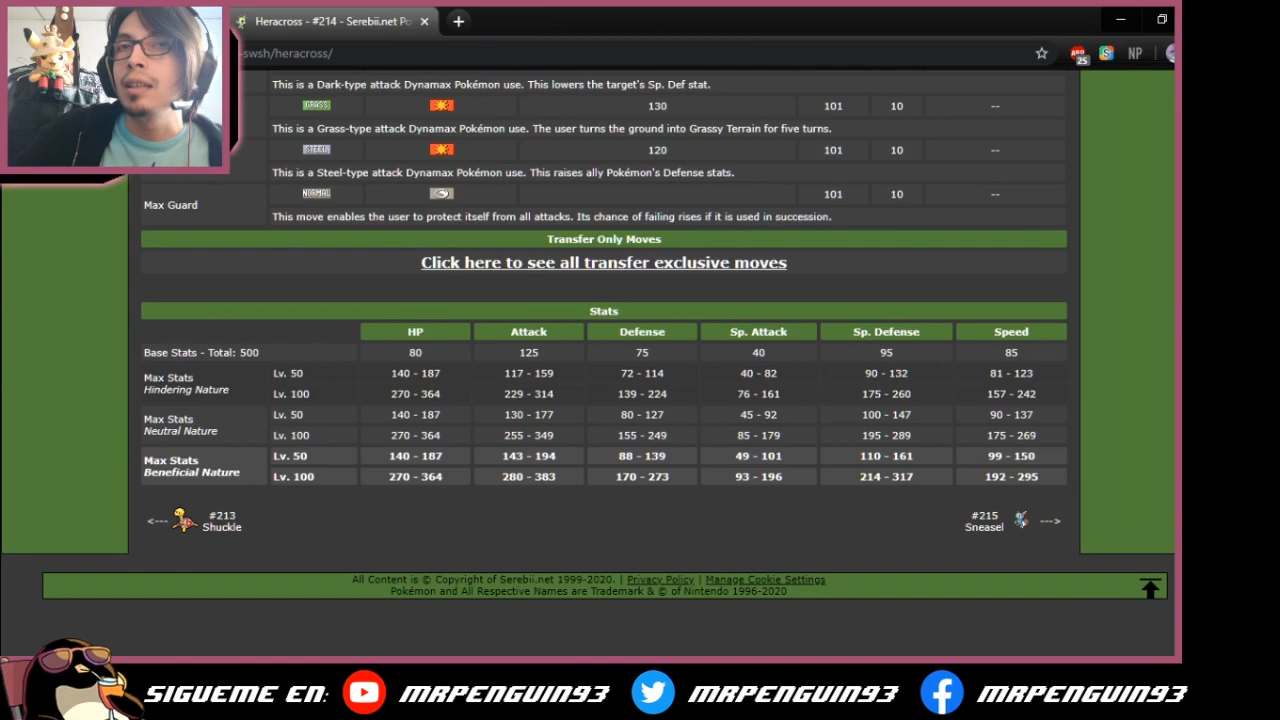 Heracross - #214 - Serebii.net Po
-swsh/heracross/
ABP
25
S
NP
This is a Dark-type attack Dynamax Pokémon use. This lowers the target's Sp. Def stat.
GRASS 130 101 10 --
This is a Grass-type attack Dynamax Pokémon use. The user turns the ground into Grassy Terrain for five turns.
STEEL 120 101 10 --
This is a Steel-type attack Dynamax Pokémon use. This raises ally Pokémon's Defense stats.
Max Guard NORMAL 101 10 --
This move enables the user to protect itself from all attacks. Its chance of failing rises if it is used in succession.
Transfer Only Moves
Click here to see all transfer exclusive moves
Stats
HP Attack Defense Sp. Attack Sp. Defense Speed
Base Stats - Total: 500 80 125 75 40 95 85
Max Stats
Hindering Nature
Lv. 50 140 - 187 117 - 159 72 - 114 40 - 82 90 - 132 81 - 123
Lv. 100 270 - 364 229 - 314 139 - 224 76 - 161 175 - 260 157 - 242
Max Stats
Neutral Nature
Lv. 50 140 - 187 130 - 177 80 - 127 45 - 92 100 - 147 90 - 137
Lv. 100 270 - 364 255 - 349 155 - 249 85 - 179 195 - 289 175 - 269
Max Stats
Beneficial Nature
Lv. 50 140 - 187 143 - 194 88 - 139 49 - 101 110 - 161 99 - 150
Lv. 100 270 - 364 280 - 383 170 - 273 93 - 196 214 - 317 192 - 295
<--- #213
Shuckle
#215 --->
Sneasel
All Content is © Copyright of Serebii.net 1999-2020. | Privacy Policy | Manage Cookie Settings
Pokémon and All Respective Names are Trademark & © of Nintendo 1996-2020
SIGUEME EN: MRPENGUIN93 MRPENGUIN93 MRPENGUIN93